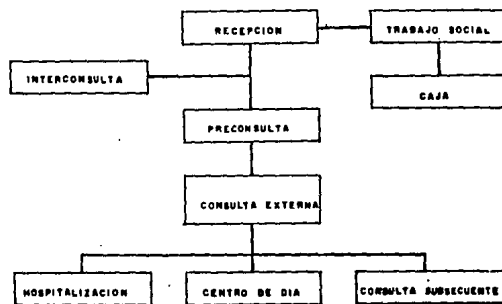 RECEPCION
TRABAJO SOCIAL
INTERCONSULTA
CAJA
PRECONSULTA
CONSULTA EXTERNA
HOSPITALIZACION
CENTRO DE DIA
CONSULTA SUBSECUENTE